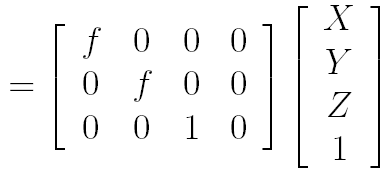 = [ f 0 0 0 ] [ X ]
[ 0 f 0 0 ] [ Y ]
[ 0 0 1 0 ] [ Z ]
[ 1 ]